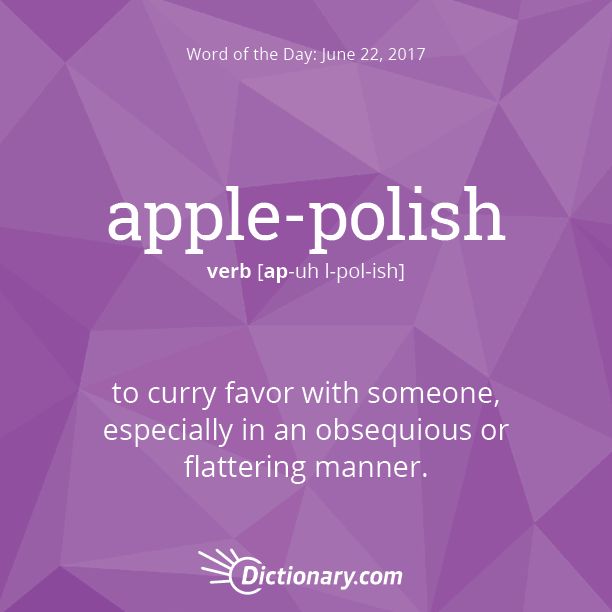 Word of the Day: June 22, 2017
apple-polish
verb [ap-uh l-pol-ish]
to curry favor with someone,
especially in an obsequious or
flattering manner.
Dictionary.com